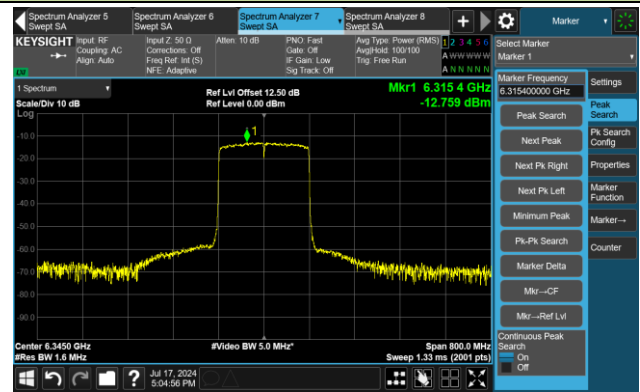 Spectrum Analyzer 5
Swept SA
Spectrum Analyzer 6
Swept SA
Spectrum Analyzer 7
Swept SA
Spectrum Analyzer 8
Swept SA
+
Marker
KEYSIGHT
Input: RF
Coupling: AC
Align: Auto
Input Z: 50 Ω
Corrections: Off
Freq Ref: Int (S)
NFE: Adaptive
Atten: 10 dB
PNO: Fast
Gate: Off
IF Gain: Low
Sig Track: Off
Avg Type: Power (RMS)
Avg|Hold: 100/100
Trig: Free Run
1 2 3 4 5 6
A W W W W W
A N N N N N
Select Marker
Marker 1
1 Spectrum
Scale/Div 10 dB
Log
Ref Lvl Offset 12.50 dB
Ref Level 0.00 dBm
Mkr1 6.315 4 GHz
-12.759 dBm
1
-10.0
-20.0
-30.0
-40.0
-50.0
-60.0
-70.0
-80.0
-90.0
Center 6.3450 GHz
#Res BW 1.6 MHz
#Video BW 5.0 MHz*
Span 800.0 MHz
Sweep 1.33 ms (2001 pts)
Marker Frequency
6.315400000 GHz
Peak Search
Next Peak
Next Pk Right
Next Pk Left
Minimum Peak
Pk-Pk Search
Marker Delta
Mkr→CF
Mkr→Ref Lvl
Continuous Peak
Search
On
Off
Settings
Peak
Search
Pk Search
Config
Properties
Marker
Function
Marker→
Counter
?
Jul 17, 2024
5:04:56 PM